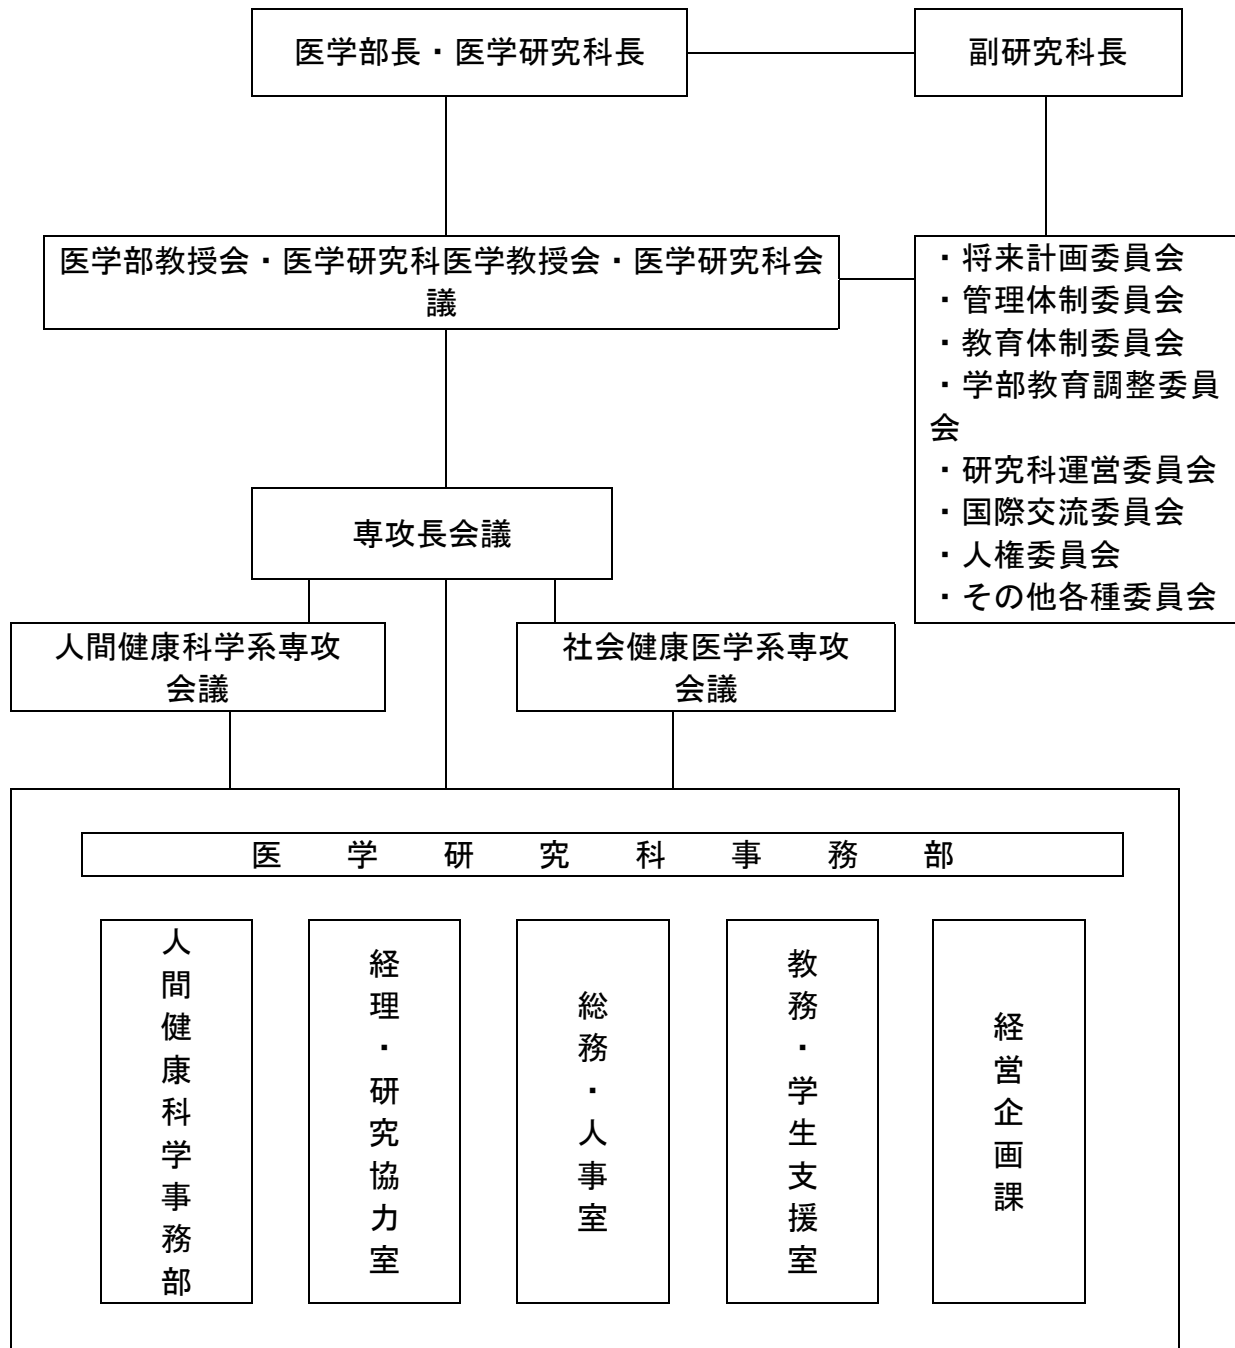 医学部長・医学研究科長
副研究科長
医学部教授会・医学研究科医学教授会・医学研究科会
議
・将来計画委員会
・管理体制委員会
・教育体制委員会
・学部教育調整委員
会
・研究科運営委員会
・国際交流委員会
・人権委員会
・その他各種委員会
専攻長会議
人間健康科学系専攻
会議
社会健康医学系専攻
会議
医学研究科事務部
人間健康科学事務部
経理・研究協力室
総務・人事室
教務・学生支援室
経営企画課